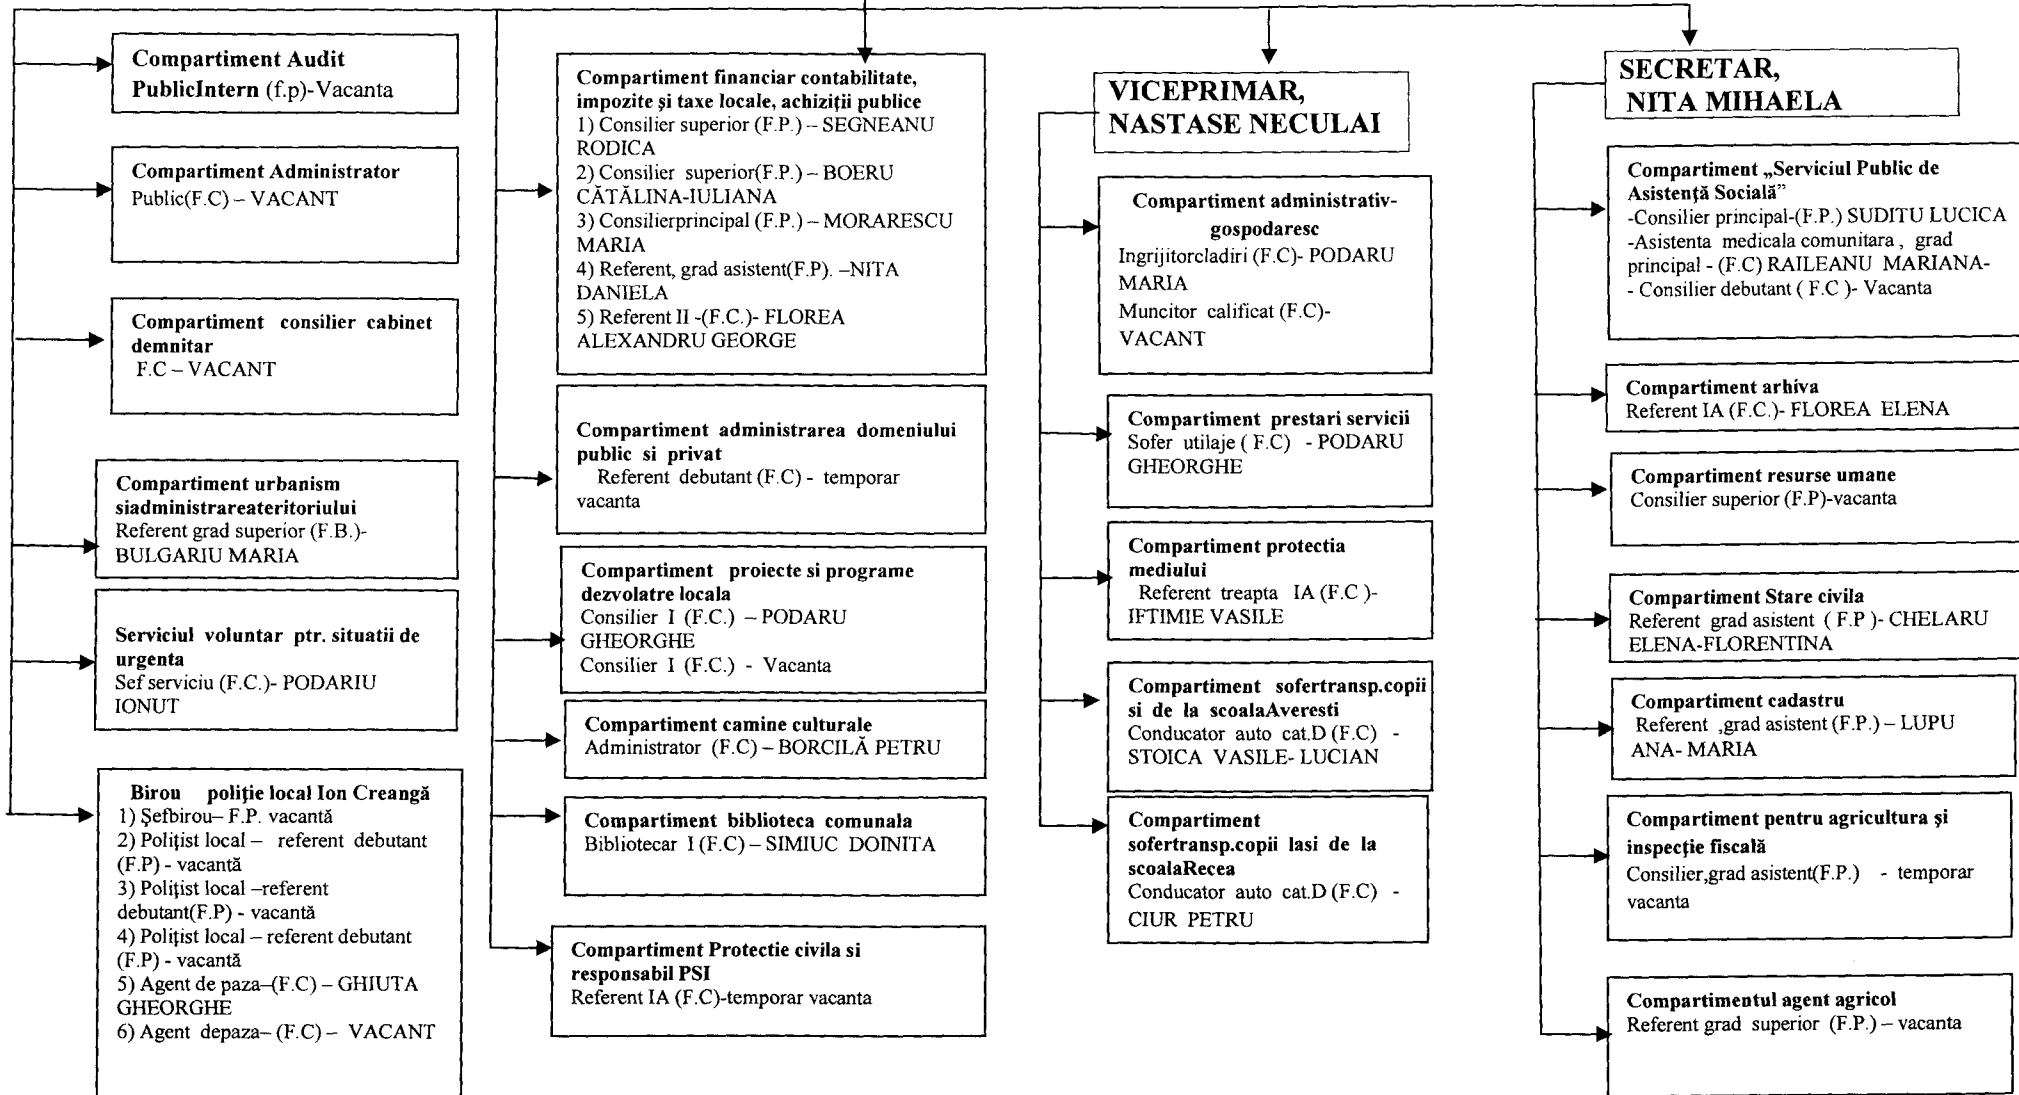 Compartiment Audit
PublicIntern (f.p)-Vacanta
Compartiment Administrator
Public(F.C) – VACANT
Compartiment consilier cabinet
demnitar
F.C – VACANT
Compartiment urbanism
siadministrareateritoriului
Referent grad superior (F.B.)-
BULGARIU MARIA
Serviciul voluntar ptr. situatii de
urgenta
Sef serviciu (F.C.)- PODARIU
IONUT
Birou poliție local Ion Creangă
1) Şefbirou– F.P. vacantă
2) Poliţist local – referent debutant
(F.P) - vacantă
3) Poliţist local –referent
debutant(F.P) - vacantă
4) Poliţist local – referent debutant
(F.P) - vacantă
5) Agent de paza–(F.C) – GHIUTA
GHEORGHE
6) Agent depaza– (F.C) – VACANT
Compartiment financiar contabilitate,
impozite şi taxe locale, achiziţii publice
1) Consilier superior (F.P.) – SEGNEANU
RODICA
2) Consilier superior(F.P.) – BOERU
CĂTĂLINA-IULIANA
3) Consilierprincipal (F.P.) – MORARESCU
MARIA
4) Referent, grad asistent(F.P). –NITA
DANIELA
5) Referent II -(F.C.)- FLOREA
ALEXANDRU GEORGE
Compartiment administrarea domeniului
public si privat
Referent debutant (F.C) - temporar
vacanta
Compartiment proiecte si programe
dezvolatre locala
Consilier I (F.C.) – PODARU
GHEORGHE
Consilier I (F.C.) - Vacanta
Compartiment camine culturale
Administrator (F.C) – BORCILĂ PETRU
Compartiment biblioteca comunala
Bibliotecar I (F.C) – SIMIUC DOINITA
Compartiment Protectie civila si
responsabil PSI
Referent IA (F.C)-temporar vacanta
VICEPRIMAR,
NASTASE NECULAI
Compartiment administrativ-
gospodaresc
Ingrijitorcladiri (F.C)- PODARU
MARIA
Muncitor calificat (F.C)-
VACANT
Compartiment prestari servicii
Sofer utilaje ( F.C) - PODARU
GHEORGHE
Compartiment protectia
mediului
Referent treapta IA (F.C )-
IFTIMIE VASILE
Compartiment sofertransp.copii
si de la scoalaAveresti
Conducator auto cat.D (F.C) -
STOICA VASILE- LUCIAN
Compartiment
sofertransp.copii Iasi de la
scoalaRecea
Conducator auto cat.D (F.C) -
CIUR PETRU
SECRETAR,
NITA MIHAELA
Compartiment „Serviciul Public de
Asistenţă Socială”
-Consilier principal-(F.P.) SUDITU LUCICA
-Asistenta medicala comunitara , grad
principal - (F.C) RAILEANU MARIANA-
- Consilier debutant ( F.C )- Vacanta
Compartiment arhiva
Referent IA (F.C.)- FLOREA ELENA
Compartiment resurse umane
Consilier superior (F.P)-vacanta
Compartiment Stare civila
Referent grad asistent ( F.P )- CHELARU
ELENA-FLORENTINA
Compartiment cadastru
Referent ,grad asistent (F.P.) – LUPU
ANA- MARIA
Compartiment pentru agricultura şi
inspecţie fiscală
Consilier,grad asistent(F.P.) - temporar
vacanta
Compartimentul agent agricol
Referent grad superior (F.P.) – vacanta